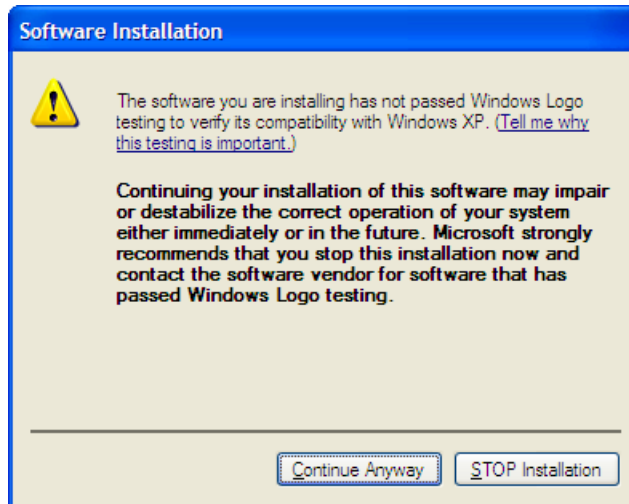 Software Installation
The software you are installing has not passed Windows Logo
testing to verify its compatibility with Windows XP. (Tell me why
this testing is important.)
Continuing your installation of this software may impair
or destabilize the correct operation of your system
either immediately or in the future. Microsoft strongly
recommends that you stop this installation now and
contact the software vendor for software that has
passed Windows Logo testing.
Continue Anyway
STOP Installation